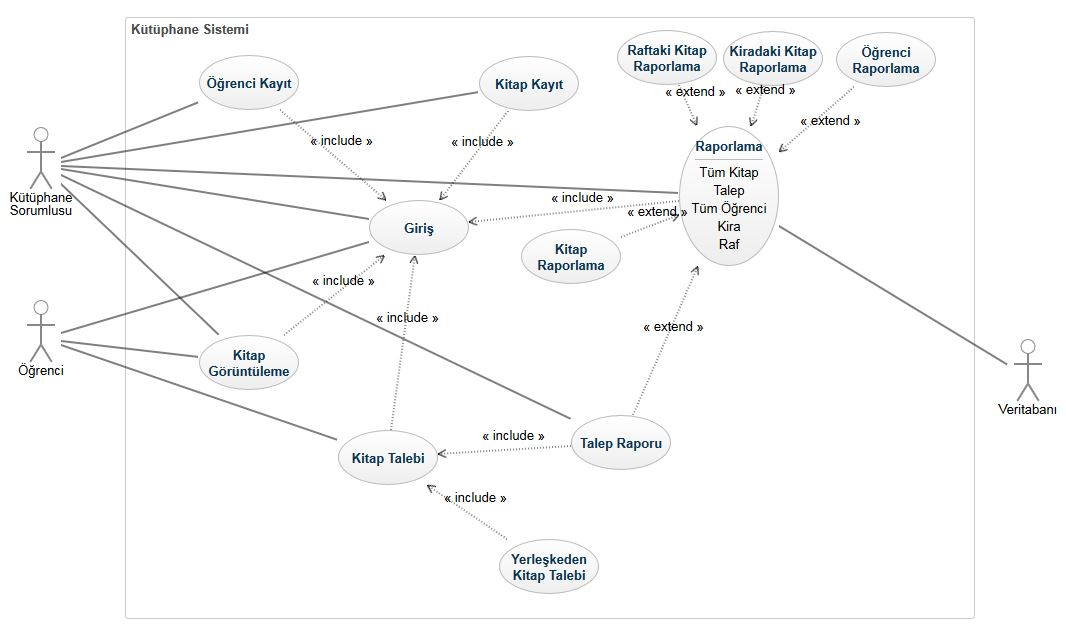 Kütüphane Sistemi
Öğrenci Kayıt
Kitap Kayıt
Raftaki Kitap
Raporlama
Kiradaki Kitap
Raporlama
Öğrenci
Raporlama
« extend »
« extend »
« extend »
« include »
« include »
Kütüphane
Sorumlusu
Raporlama
Tüm Kitap
Talep
Tüm Öğrenci
Kira
Raf
« include »
« extend »
Giriş
Kitap
Raporlama
« include »
« include »
« extend »
Öğrenci
Kitap
Görüntüleme
Veritabanı
Kitap Talebi
« include »
Talep Raporu
« include »
Yerleşkeden
Kitap Talebi